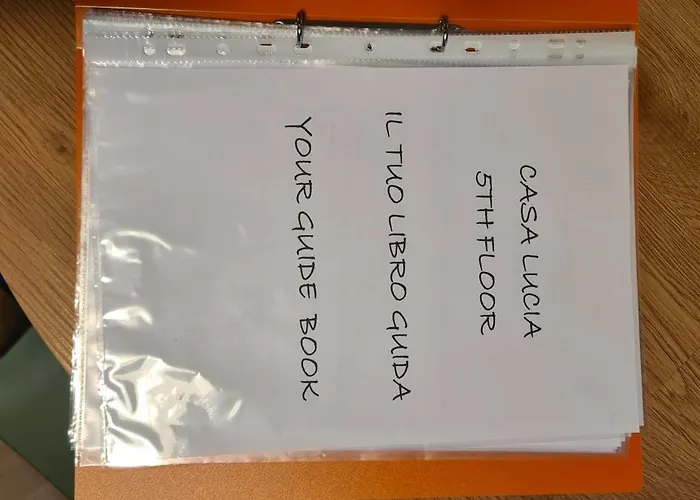 CASA LUCIA
5TH FLOOR
IL TUO LIBRO GUIDA
YOUR GUIDE BOOK